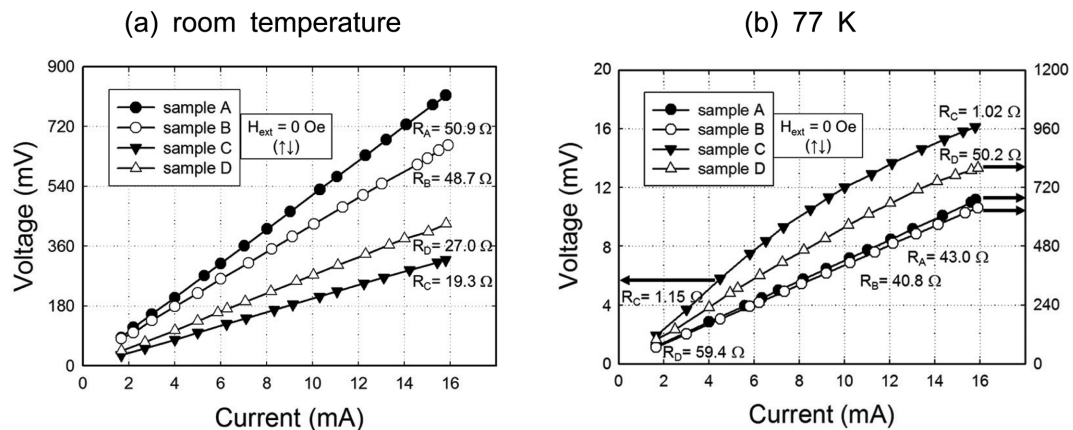 (a) room temperature
900
720
540
360
180
0
Voltage (mV)
sample A
sample B
sample C
sample D
Hext = 0 Oe
(↑↓)
RA= 50.9 Ω
RB= 48.7 Ω
RD= 27.0 Ω
RC= 19.3 Ω
0 2 4 6 8 10 12 14 16
Current (mA)
(b) 77 K
20
16
12
8
4
0
Voltage (mV)
sample A
sample B
sample C
sample D
Hext = 0 Oe
(↑↓)
RC= 1.02 Ω
RD= 50.2 Ω
RA= 43.0 Ω
RB= 40.8 Ω
RC= 1.15 Ω
RD= 59.4 Ω
1200
960
720
480
240
0
0 2 4 6 8 10 12 14 16
Current (mA)